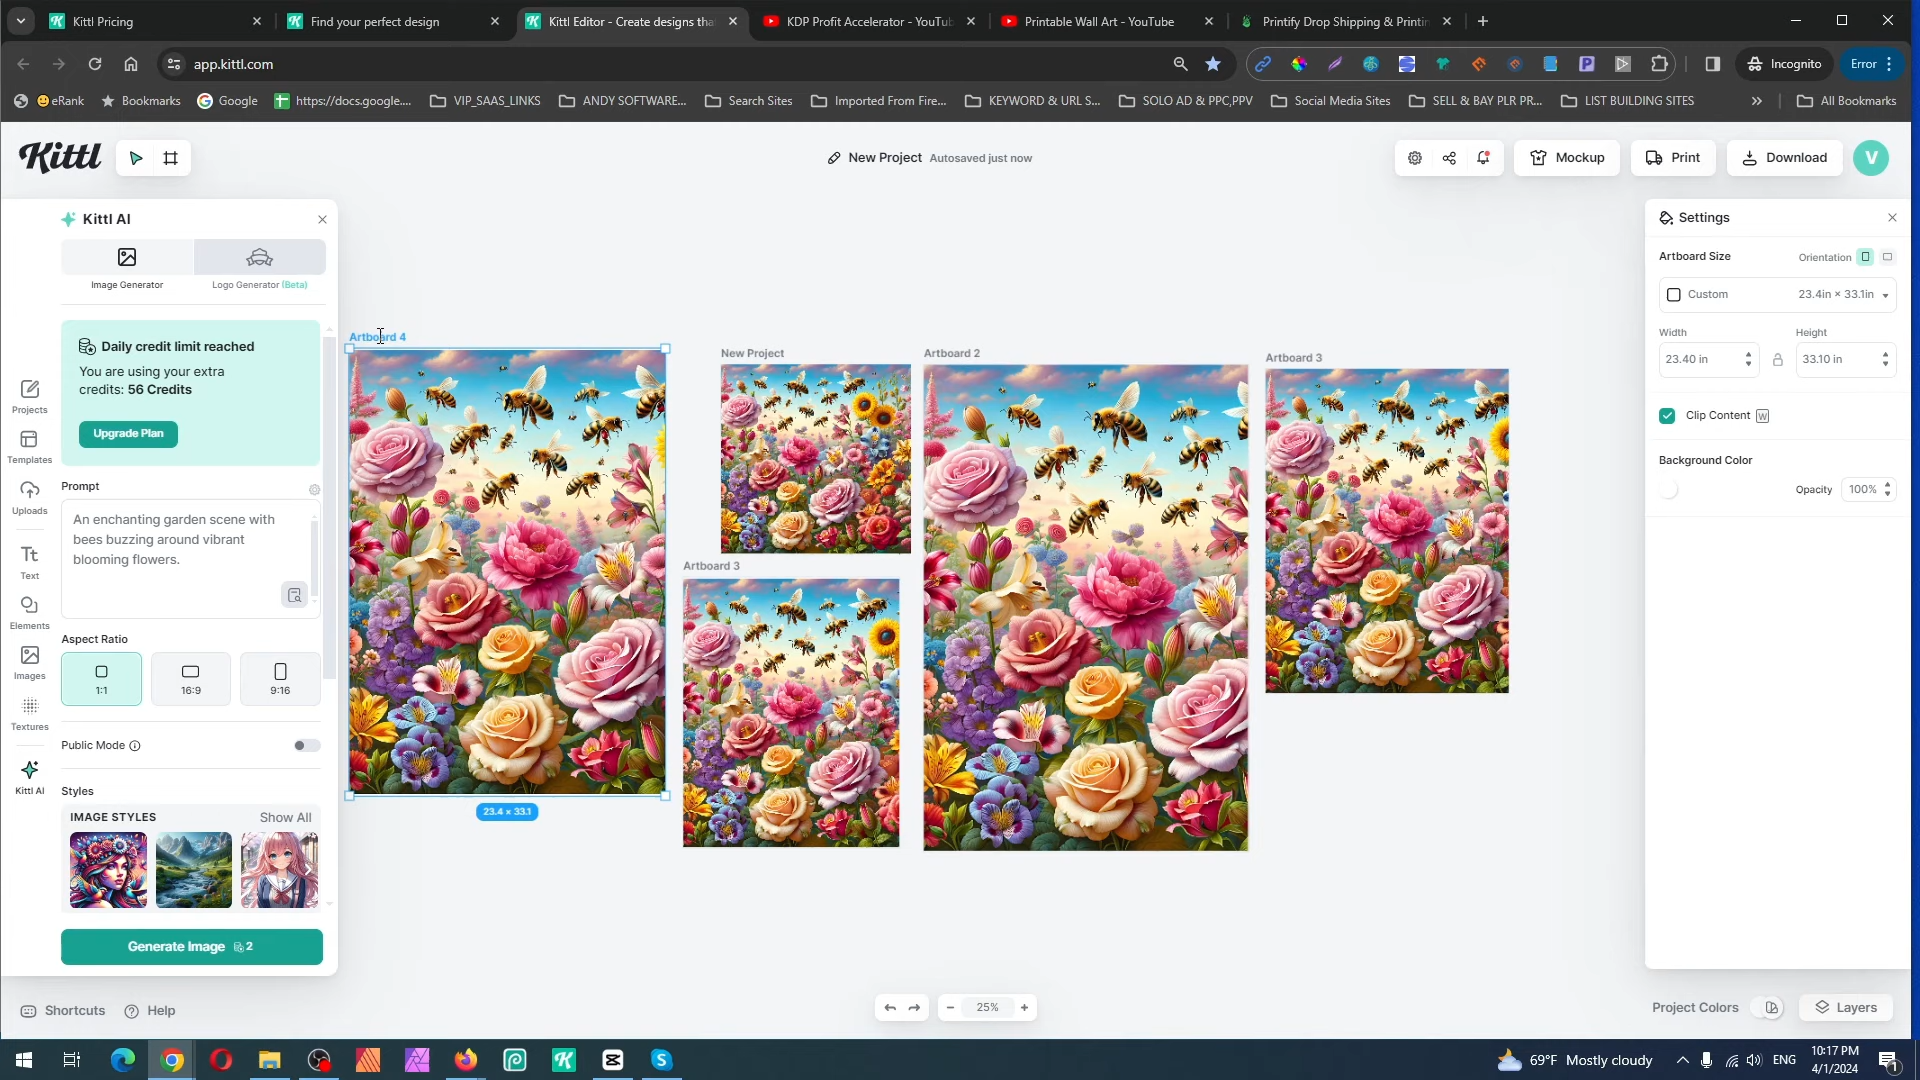 Kittl Pricing
Find your perfect design
Kittl Editor - Create designs tha
KDP Profit Accelerator - YouTub
Printable Wall Art - YouTube
Printify Drop Shipping & Printin
app.kittl.com
Incognito
Error
eRank
Bookmarks
Google
https://docs.google....
VIP_SAAS_LINKS
ANDY SOFTWARE...
Search Sites
Imported From Fire...
KEYWORD & URL S...
SOLO AD & PPC,PPV
Social Media Sites
SELL & BAY PLR PR...
LIST BUILDING SITES
All Bookmarks
Kittl
New Project Autosaved just now
Mockup
Print
Download
V
Kittl AI
Image Generator
Logo Generator (Beta)
Daily credit limit reached
You are using your extra
credits: 56 Credits
Upgrade Plan
Projects
Templates
Uploads
Text
Elements
Images
Textures
Kittl AI
Prompt
An enchanting garden scene with
bees buzzing around vibrant
blooming flowers.
Aspect Ratio
1:1
16:9
9:16
Public Mode
Styles
IMAGE STYLES
Show All
Generate Image 2
Artboard 4
23.4 × 33.1
New Project
Artboard 3
Artboard 2
Artboard 3
Settings
Artboard Size
Orientation
Custom
23.4in × 33.1in
Width
Height
23.40 in
33.10 in
Clip Content W
Background Color
Opacity
100%
Shortcuts
Help
25%
Project Colors
Layers
69°F Mostly cloudy
ENG
10:17 PM
4/1/2024
1